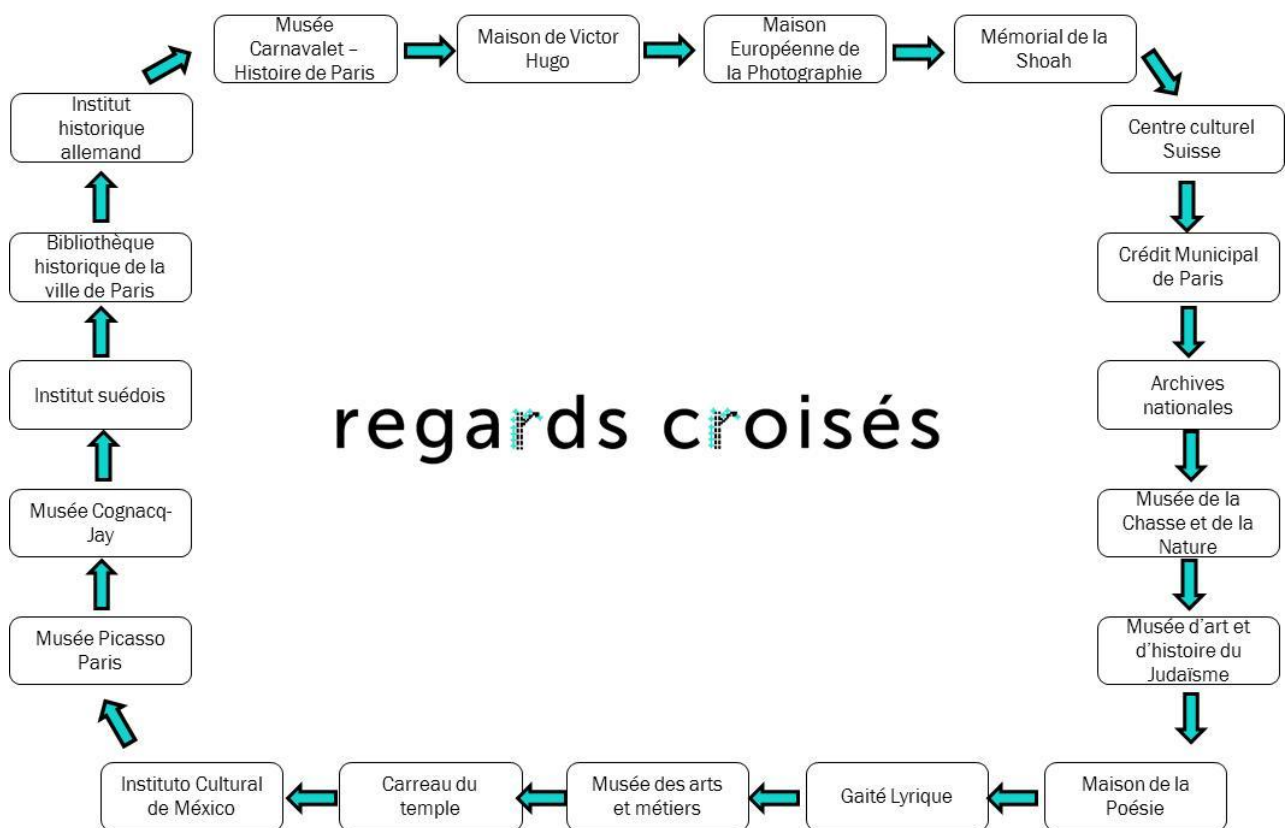 Musée
Carnavalet –
Histoire de Paris
Maison de Victor
Hugo
Maison
Européenne de
la Photographie
Mémorial de la
Shoah
Centre culturel
Suisse
Crédit Municipal
de Paris
Archives
nationales
Musée de la
Chasse et de la
Nature
Musée d'art et
d'histoire du
Judaïsme
Maison de la
Poésie
Gaité Lyrique
Musée des arts
et métiers
Carreau du
temple
Instituto Cultural
de México
Musée Picasso
Paris
Musée Cognacq-
Jay
Institut suédois
Bibliothèque
historique de la
ville de Paris
Institut
historique
allemand
regards croisés